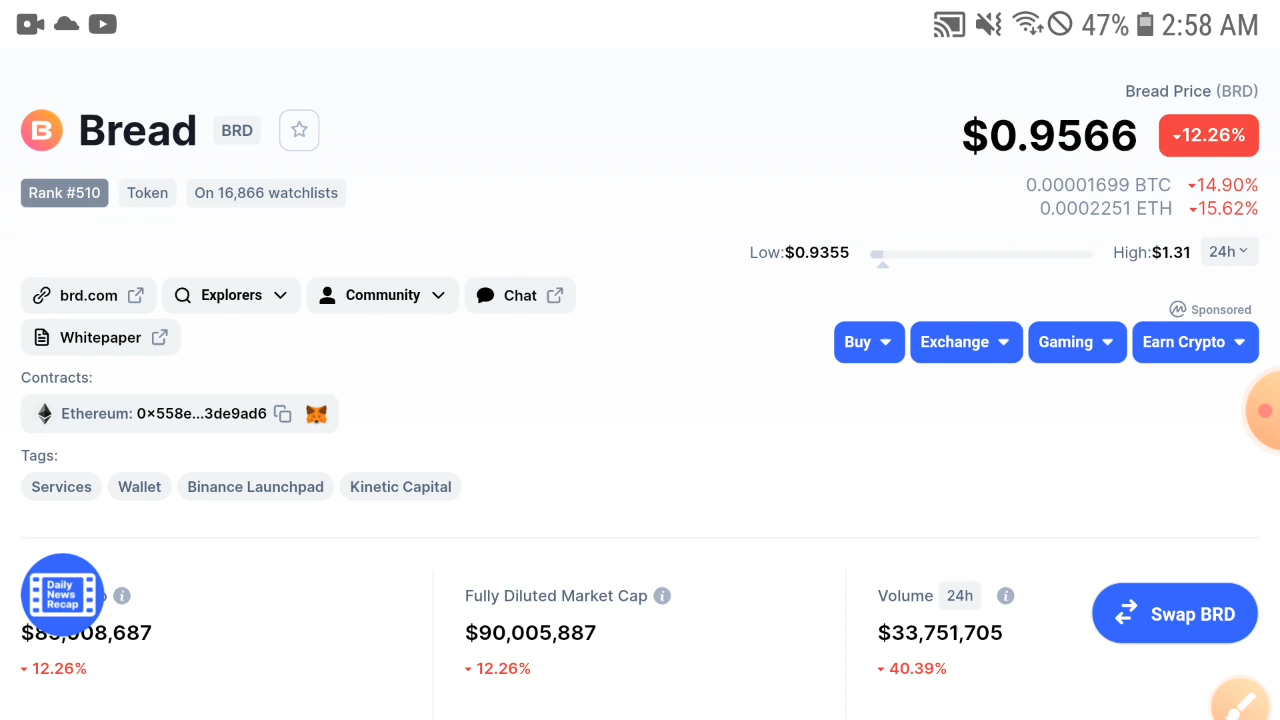 47% 2:58 AM
Bread Price (BRD)
B Bread BRD
$0.9566 12.26%
Rank #510 Token On 16,866 watchlists
0.00001699 BTC 14.90%
0.0002251 ETH 15.62%
Low:$0.9355 High:$1.31 24h
brd.com Explorers Community Chat
Sponsored
Whitepaper
Buy Exchange Gaming Earn Crypto
Contracts:
Ethereum: 0x558e...3de9ad6
Tags:
Services Wallet Binance Launchpad Kinetic Capital
Daily
News
Recap
Fully Diluted Market Cap
Volume 24h
Swap BRD
$90,005,887
$33,751,705
12.26%
12.26%
40.39%